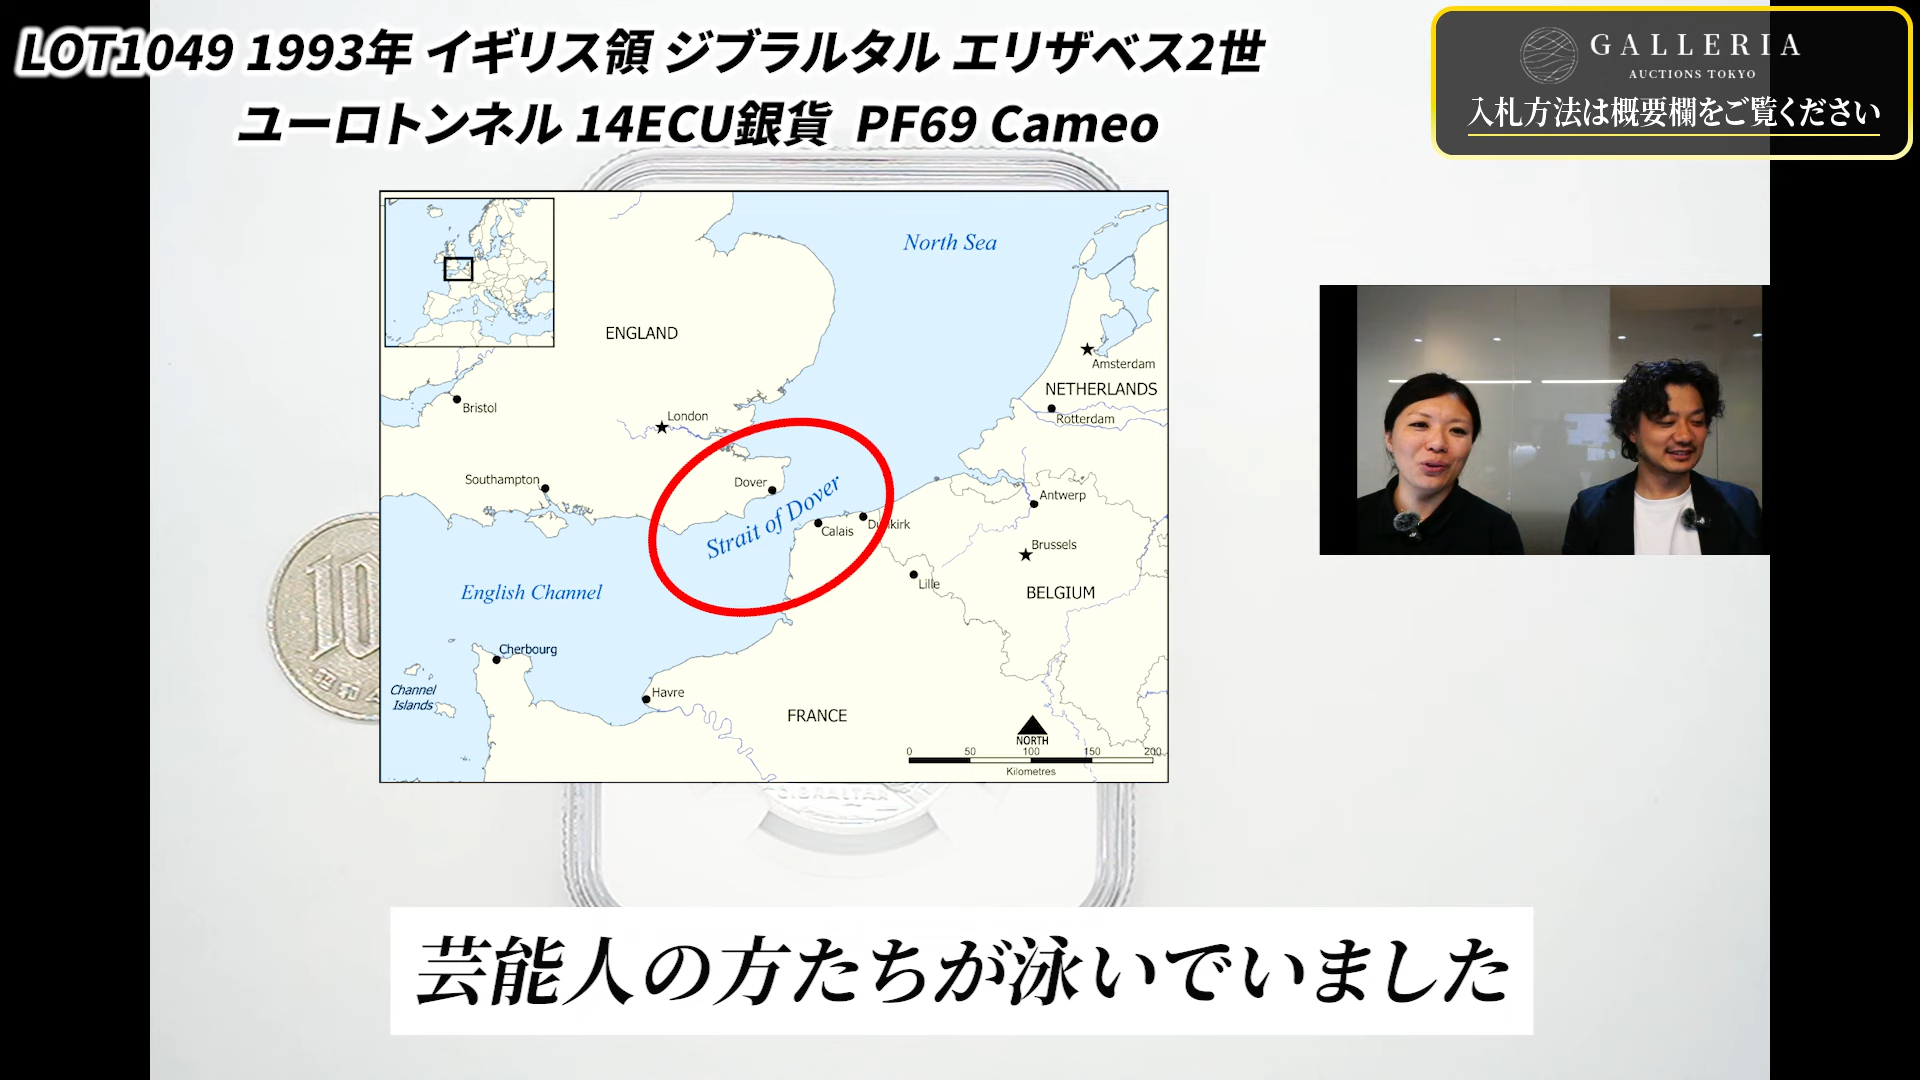 LOT1049 1993年 イギリス領 ジブラルタル エリザベス2世
ユーロトンネル 14ECU銀貨 PF69 Cameo
GALLERIA
AUCTIONS TOKYO
入札方法は概要欄をご覧ください
North Sea
ENGLAND
Amsterdam
NETHERLANDS
Rotterdam
Bristol
London
Southampton
Dover
Strait of Dover
Calais
Dunkirk
Antwerp
Brussels
Lille
BELGIUM
English Channel
Cherbourg
Channel
Islands
Havre
FRANCE
NORTH
0 50 100 150 200
Kilometres
10
昭和
GIBRALTAR
芸能人の方たちが泳いでいました